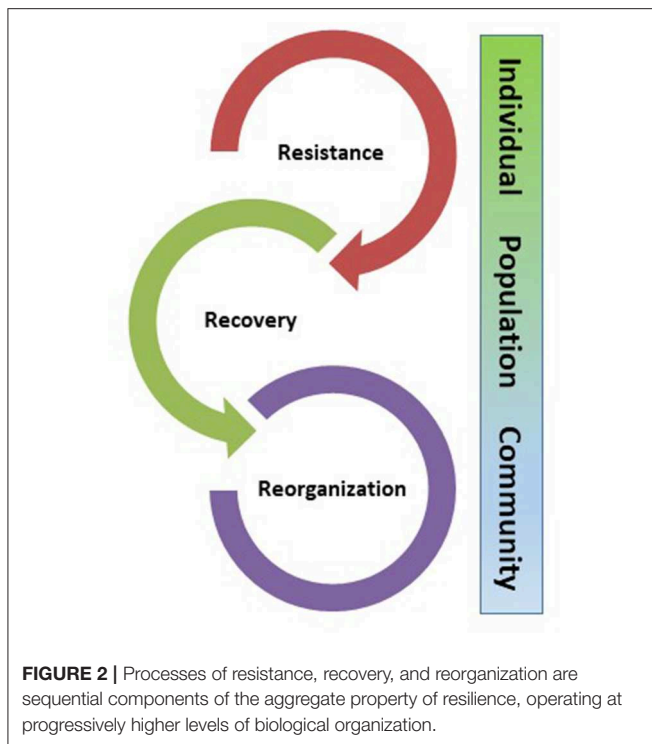 Resistance
Recovery
Reorganization
Individual Population Community
FIGURE 2 | Processes of resistance, recovery, and reorganization are
sequential components of the aggregate property of resilience, operating at
progressively higher levels of biological organization.